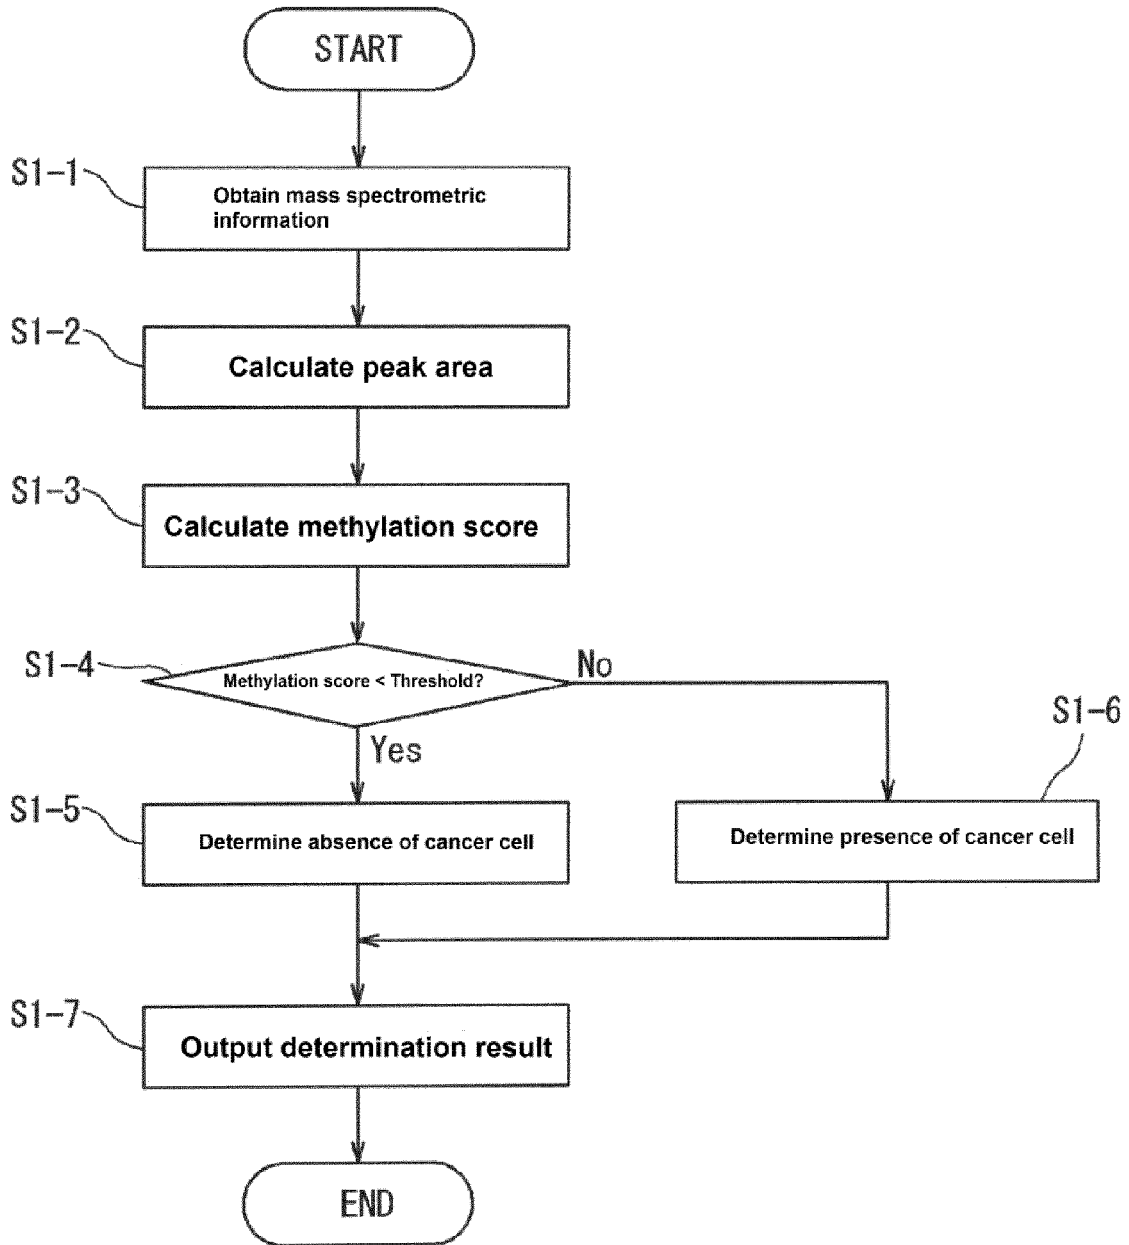 START
S1-1
Obtain mass spectrometric
information
S1-2
Calculate peak area
S1-3
Calculate methylation score
S1-4
Methylation score < Threshold?
No
Yes
S1-5
Determine absence of cancer cell
S1-6
Determine presence of cancer cell
S1-7
Output determination result
END